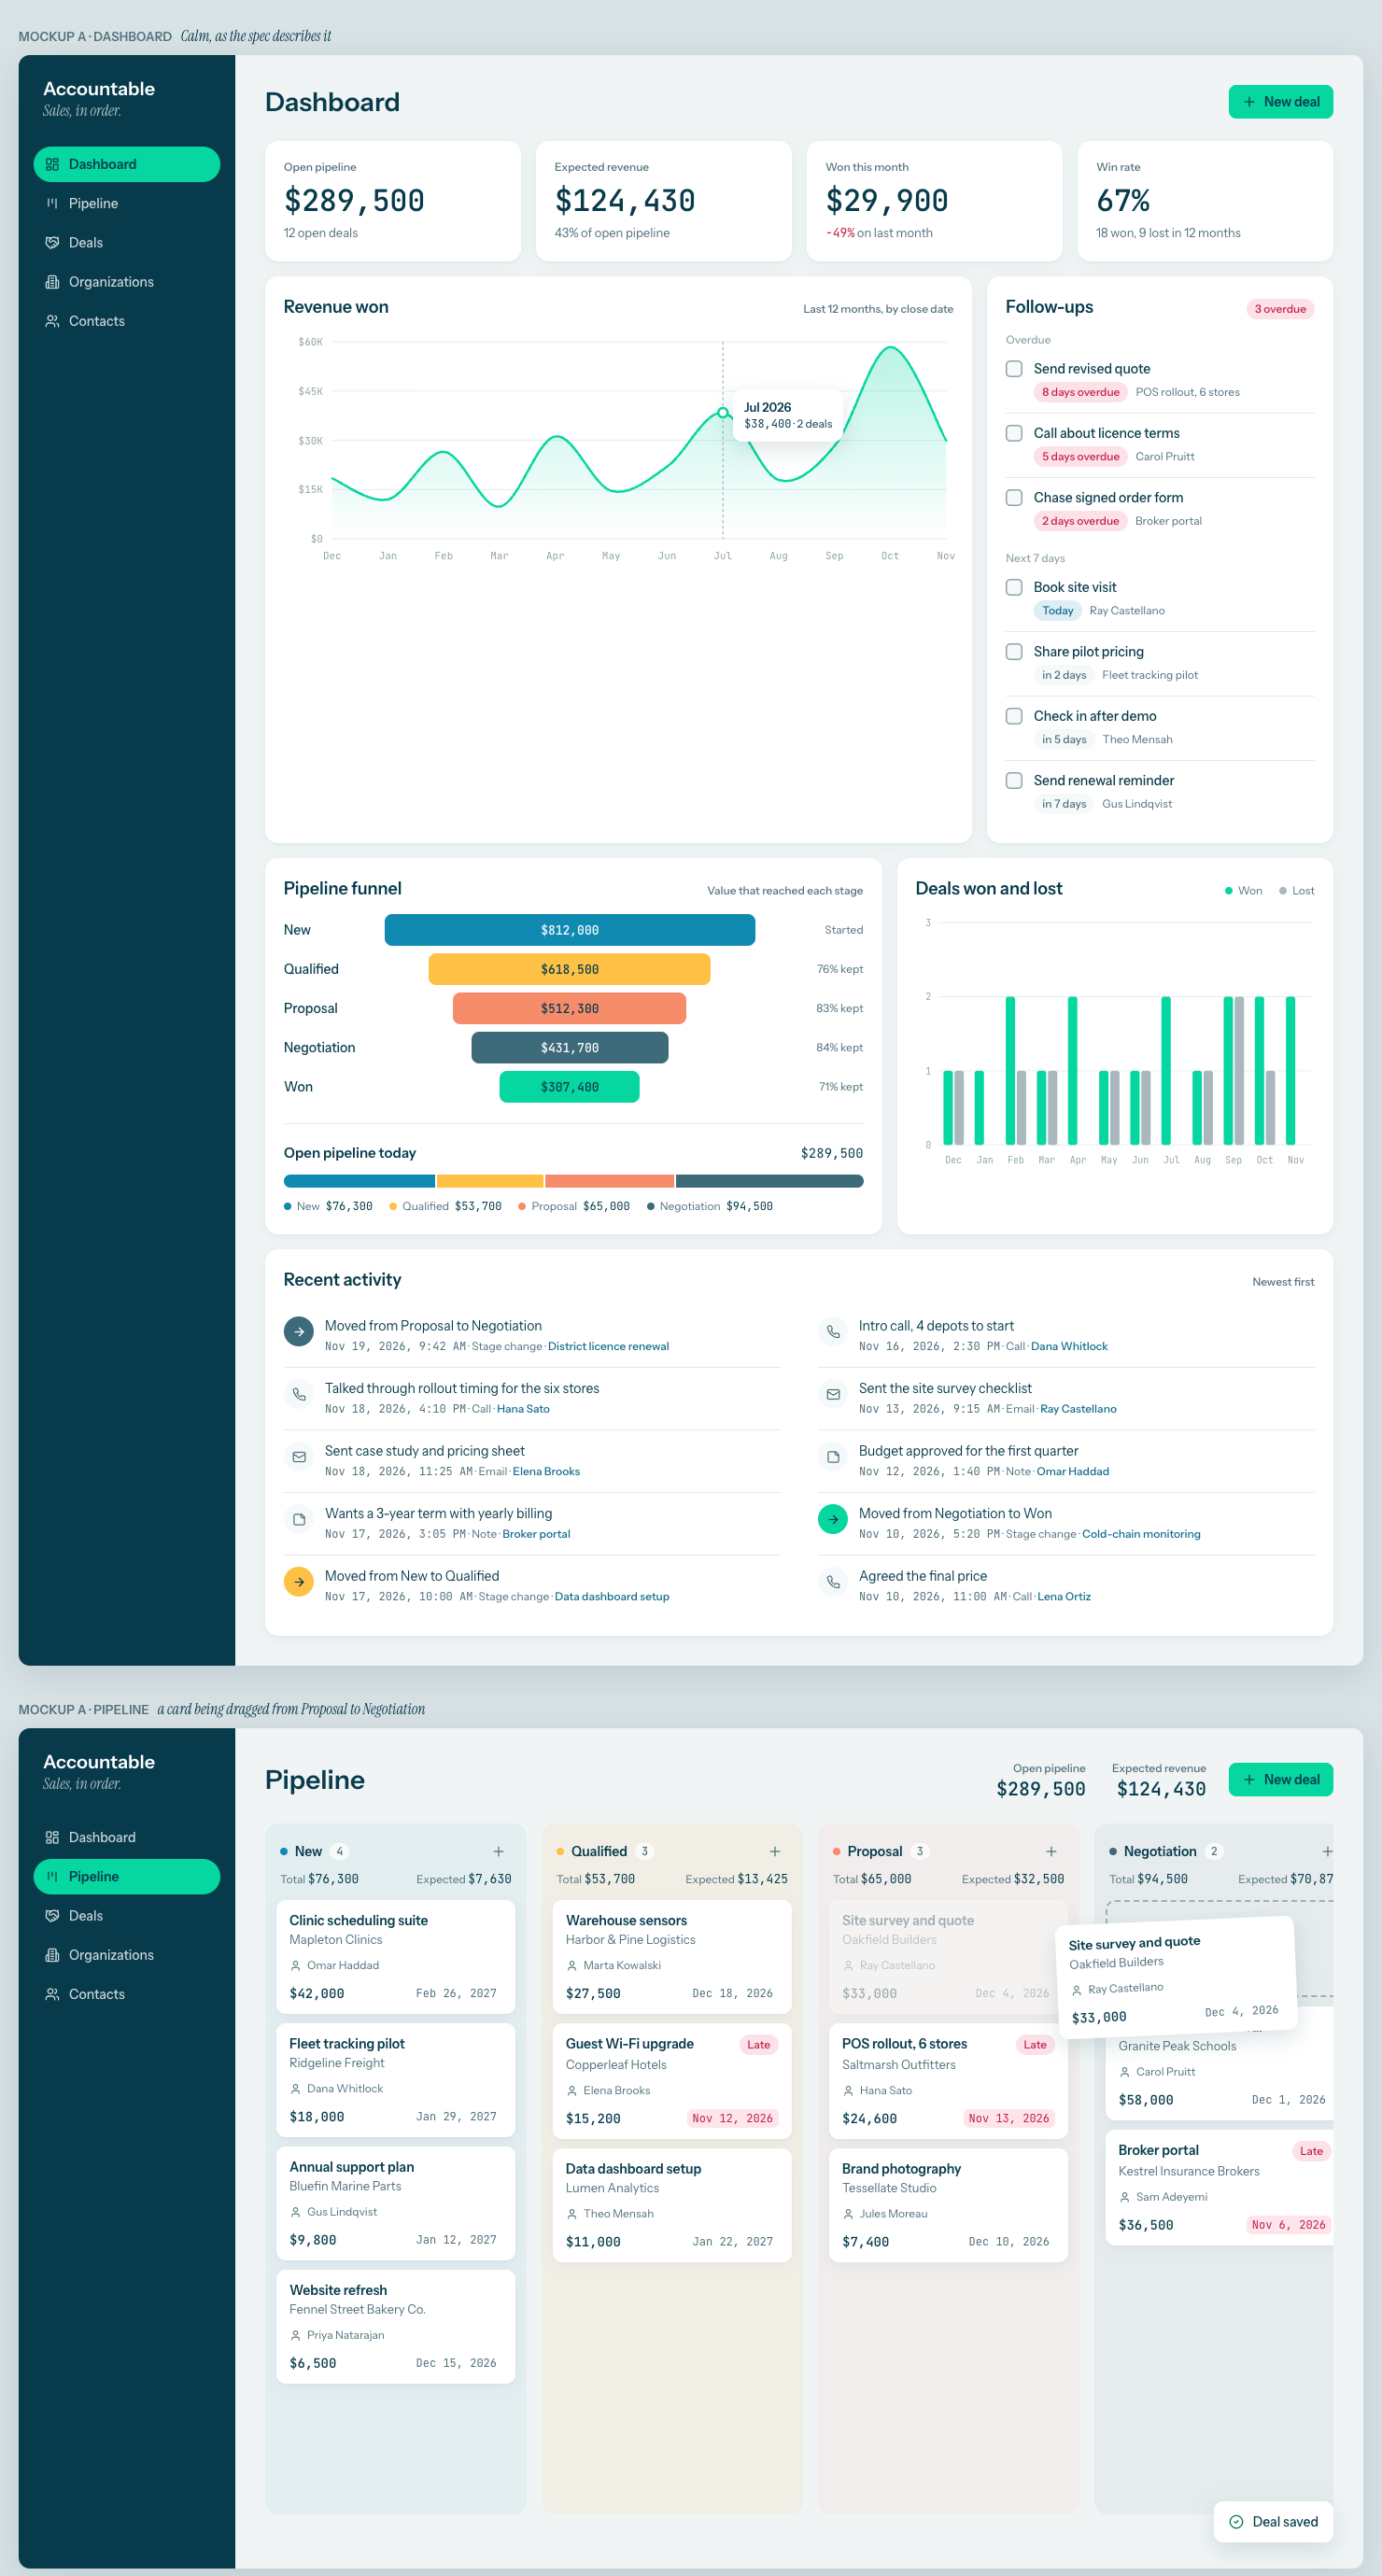 MOCKUP A · DASHBOARD Calm, as the spec describes it
Accountable
Sales, in order.
Dashboard
Pipeline
Deals
Organizations
Contacts
Dashboard
+ New deal
Open pipeline
$289,500
12 open deals
Expected revenue
$124,430
43% of open pipeline
Won this month
$29,900
-49% on last month
Win rate
67%
18 won, 9 lost in 12 months
Revenue won
Last 12 months, by close date
$60K
$45K
$30K
$15K
$0
Jul 2026
$38,400 · 2 deals
Dec Jan Feb Mar Apr May Jun Jul Aug Sep Oct Nov
Follow-ups
3 overdue
Overdue
Send revised quote
8 days overdue POS rollout, 6 stores
Call about licence terms
5 days overdue Carol Pruitt
Chase signed order form
2 days overdue Broker portal
Next 7 days
Book site visit
Today Ray Castellano
Share pilot pricing
in 2 days Fleet tracking pilot
Check in after demo
in 5 days Theo Mensah
Send renewal reminder
in 7 days Gus Lindqvist
Pipeline funnel
Value that reached each stage
New $812,000 Started
Qualified $618,500 76% kept
Proposal $512,300 83% kept
Negotiation $431,700 84% kept
Won $307,400 71% kept
Open pipeline today $289,500
New $76,300 Qualified $53,700 Proposal $65,000 Negotiation $94,500
Deals won and lost
Won Lost
3
2
1
0
Dec Jan Feb Mar Apr May Jun Jul Aug Sep Oct Nov
Recent activity
Newest first
Moved from Proposal to Negotiation
Nov 19, 2026, 9:42 AM · Stage change · District licence renewal
Talked through rollout timing for the six stores
Nov 18, 2026, 4:10 PM · Call · Hana Sato
Sent case study and pricing sheet
Nov 18, 2026, 11:25 AM · Email · Elena Brooks
Wants a 3-year term with yearly billing
Nov 17, 2026, 3:05 PM · Note · Broker portal
Moved from New to Qualified
Nov 17, 2026, 10:00 AM · Stage change · Data dashboard setup
Intro call, 4 depots to start
Nov 16, 2026, 2:30 PM · Call · Dana Whitlock
Sent the site survey checklist
Nov 13, 2026, 9:15 AM · Email · Ray Castellano
Budget approved for the first quarter
Nov 12, 2026, 1:40 PM · Note · Omar Haddad
Moved from Negotiation to Won
Nov 10, 2026, 5:20 PM · Stage change · Cold-chain monitoring
Agreed the final price
Nov 10, 2026, 11:00 AM · Call · Lena Ortiz
MOCKUP A · PIPELINE a card being dragged from Proposal to Negotiation
Accountable
Sales, in order.
Dashboard
Pipeline
Deals
Organizations
Contacts
Pipeline
Open pipeline
$289,500
Expected revenue
$124,430
+ New deal
New 4 +
Total $76,300 Expected $7,630
Clinic scheduling suite
Mapleton Clinics
Omar Haddad
$42,000 Feb 26, 2027
Fleet tracking pilot
Ridgeline Freight
Dana Whitlock
$18,000 Jan 29, 2027
Annual support plan
Bluefin Marine Parts
Gus Lindqvist
$9,800 Jan 12, 2027
Website refresh
Fennel Street Bakery Co.
Priya Natarajan
$6,500 Dec 15, 2026
Qualified 3 +
Total $53,700 Expected $13,425
Warehouse sensors
Harbor & Pine Logistics
Marta Kowalski
$27,500 Dec 18, 2026
Guest Wi-Fi upgrade Late
Copperleaf Hotels
Elena Brooks
$15,200 Nov 12, 2026
Data dashboard setup
Lumen Analytics
Theo Mensah
$11,000 Jan 22, 2027
Proposal 3 +
Total $65,000 Expected $32,500
Site survey and quote
Oakfield Builders
Ray Castellano
$33,000 Dec 4, 2026
POS rollout, 6 stores Late
Saltmarsh Outfitters
Hana Sato
$24,600 Nov 13, 2026
Brand photography
Tessellate Studio
Jules Moreau
$7,400 Dec 10, 2026
Negotiation 2 +
Total $94,500 Expected $70,87
Site survey and quote
Oakfield Builders
Ray Castellano
$33,000 Dec 4, 2026
Granite Peak Schools
Carol Pruitt
$58,000 Dec 1, 2026
Broker portal Late
Kestrel Insurance Brokers
Sam Adeyemi
$36,500 Nov 6, 2026
Deal saved